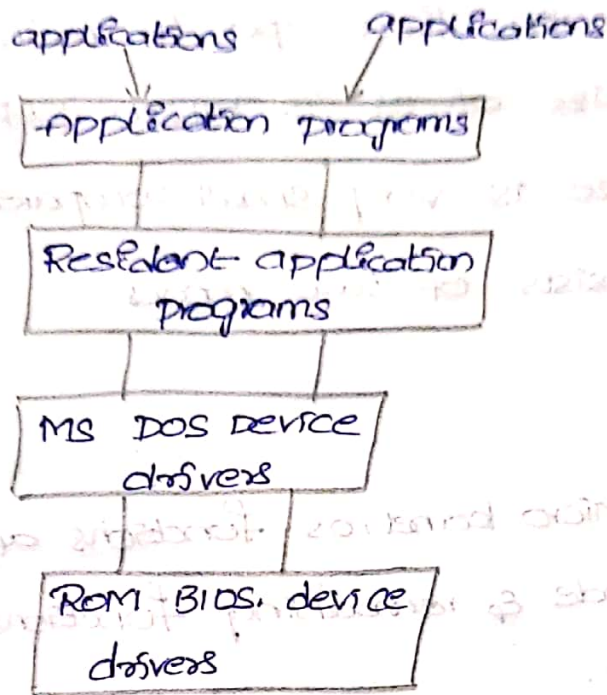 applications applications
Application programs
Resident application
programs
MS DOS Device
drivers
ROM BIOS. device
drivers